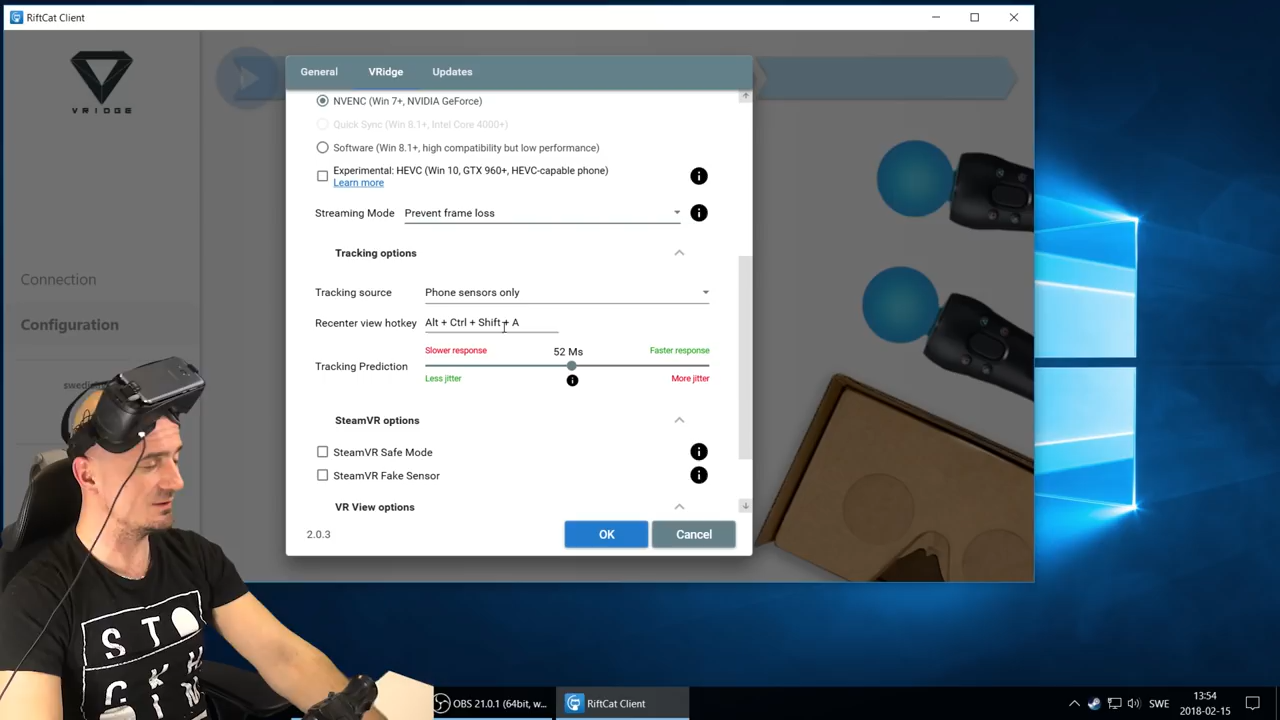 RiftCat Client
VRIDGE
General
VRidge
Updates
NVENC (Win 7+, NVIDIA GeForce)
Quick Sync (Win 8.1+, Intel Core 4000+)
Software (Win 8.1+, high compatibility but low performance)
Experimental: HEVC (Win 10, GTX 960+, HEVC-capable phone)
Learn more
Streaming Mode
Prevent frame loss
Tracking options
Connection
Tracking source
Phone sensors only
Configuration
Recenter view hotkey
Alt + Ctrl + Shift + A
Slower response
52 Ms
Faster response
Tracking Prediction
Less jitter
More jitter
SteamVR options
SteamVR Safe Mode
SteamVR Fake Sensor
VR View options
2.0.3
OK
Cancel
STO
CKH
OBS 21.0.1 (64bit, w...
RiftCat Client
SWE
13:54
2018-02-15